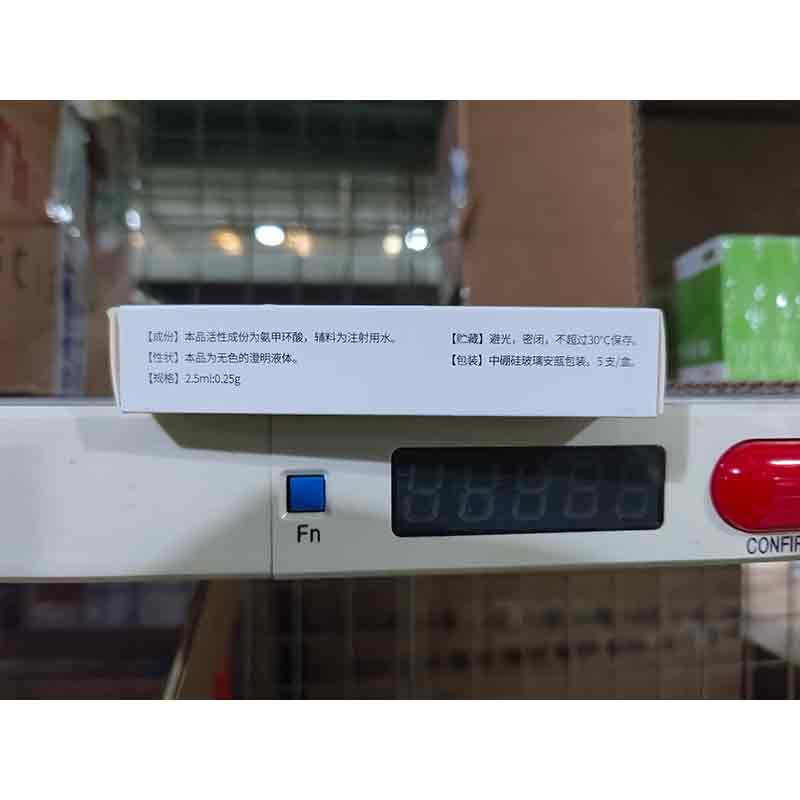 【成份】本品活性成份为氨甲环酸，辅料为注射用水。
【性状】本品为无色的澄明液体。
【规格】2.5ml:0.25g
【贮藏】避光，密闭，不超过30°C保存。
【包装】中硼硅玻璃安瓿包装。5支/盒。
Fn
CONFIR